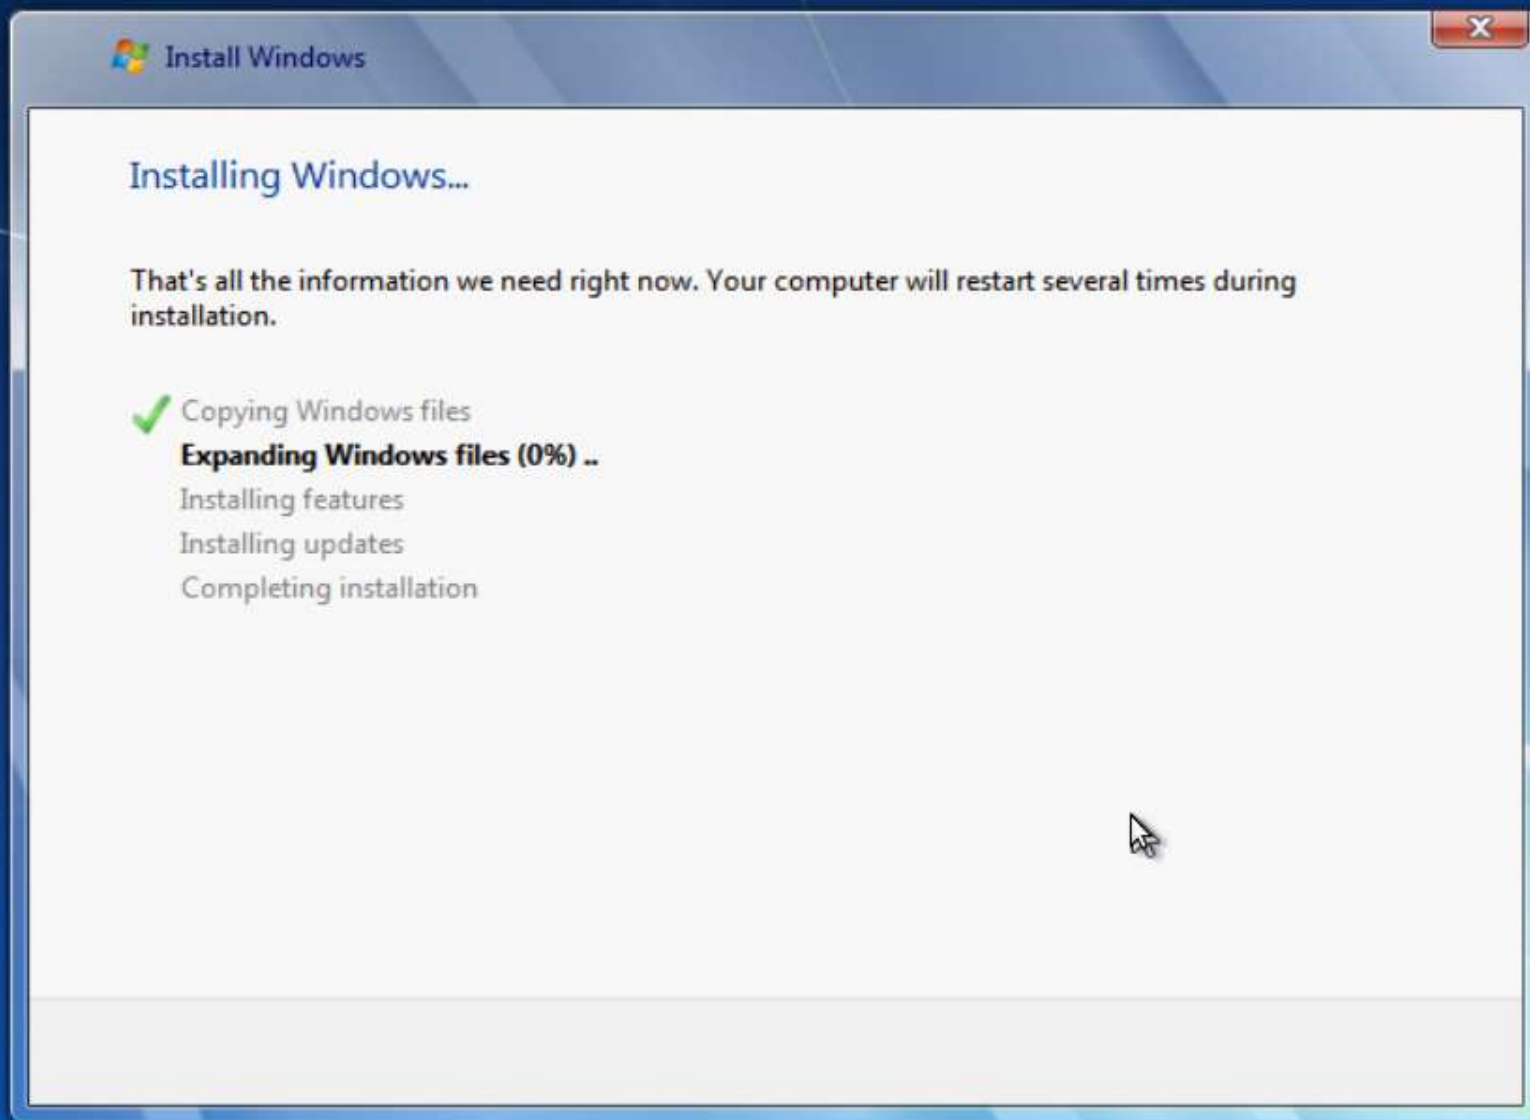 Install Windows
Installing Windows...
That's all the information we need right now. Your computer will restart several times during
installation.
Copying Windows files
Expanding Windows files (0%) ..
Installing features
Installing updates
Completing installation